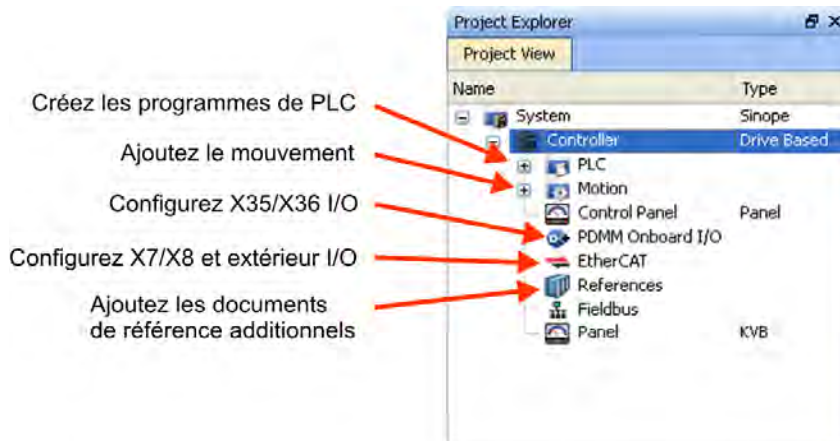 Project Explorer
Project View
Name Type
System Sinope
Controller Drive Based
PLC
Motion
Control Panel Panel
PDMM Onboard I/O
EtherCAT
References
Fieldbus
Panel KVB
Créez les programmes de PLC
Ajoutez le mouvement
Configurez X35/X36 I/O
Configurez X7/X8 et extérieur I/O
Ajoutez les documents
de référence additionnels